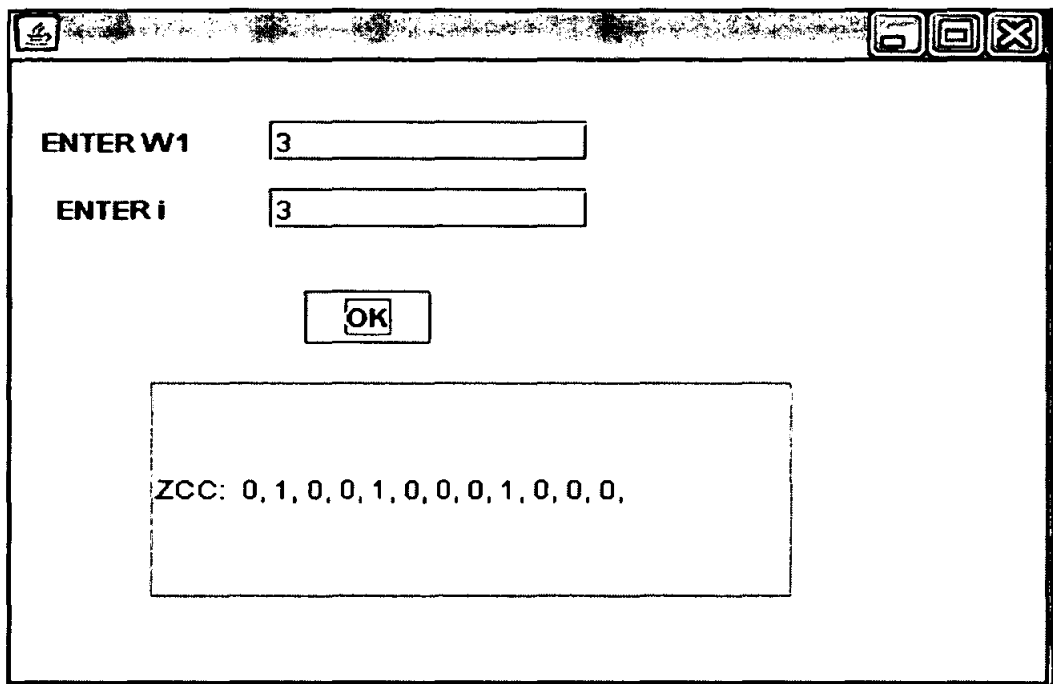 ENTER W1 3
ENTER i 3
OK
ZCC: 0, 1, 0, 0, 1, 0, 0, 0, 1, 0, 0, 0,